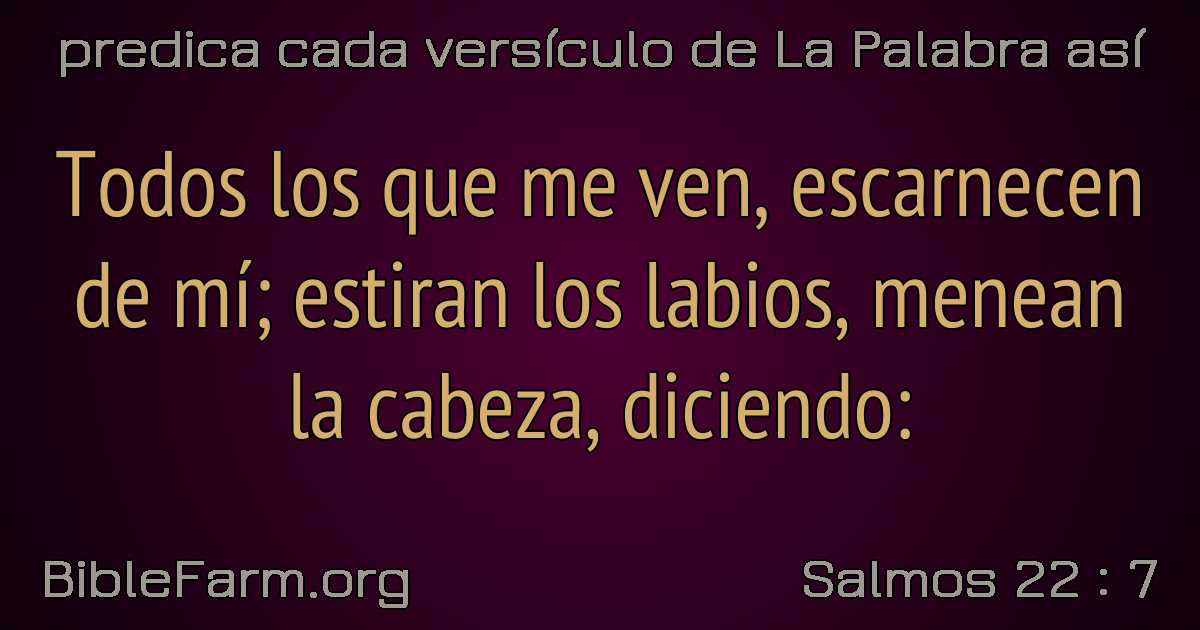 predica cada versículo de La Palabra así
Todos los que me ven, escarnecen
de mí; estiran los labios, menean
la cabeza, diciendo:
BibleFarm.org
Salmos 22 : 7